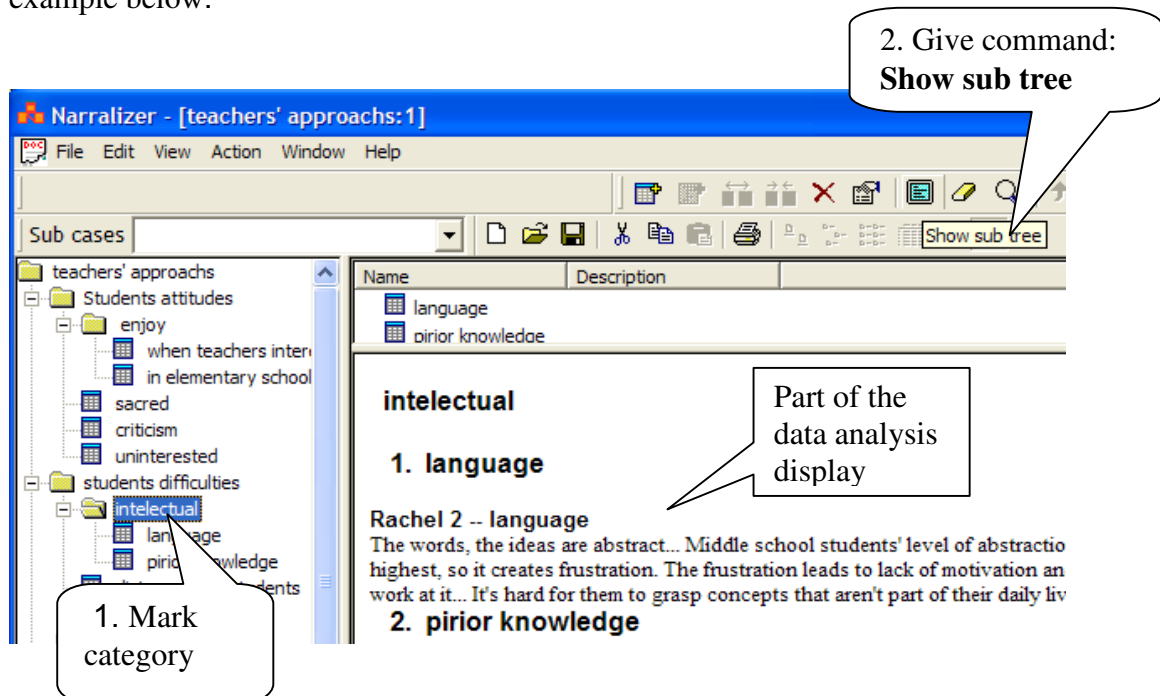 example below.
2. Give command:
Show sub tree
Narralizer - [teachers' approachs:1]
File Edit View Action Window Help
Sub cases
Show sub tree
teachers' approachs
Students attitudes
enjoy
when teachers inter
in elementary school
sacred
criticism
uninterested
students difficulties
intelectual
language
pirior knowledge
Name Description
language
pirior knowledge
intelectual
1. language
Rachel 2 -- language
The words, the ideas are abstract... Middle school students' level of abstractio
highest, so it creates frustration. The frustration leads to lack of motivation an
work at it... It's hard for them to grasp concepts that aren't part of their daily liv
2. pirior knowledge
Part of the
data analysis
display
1. Mark
category